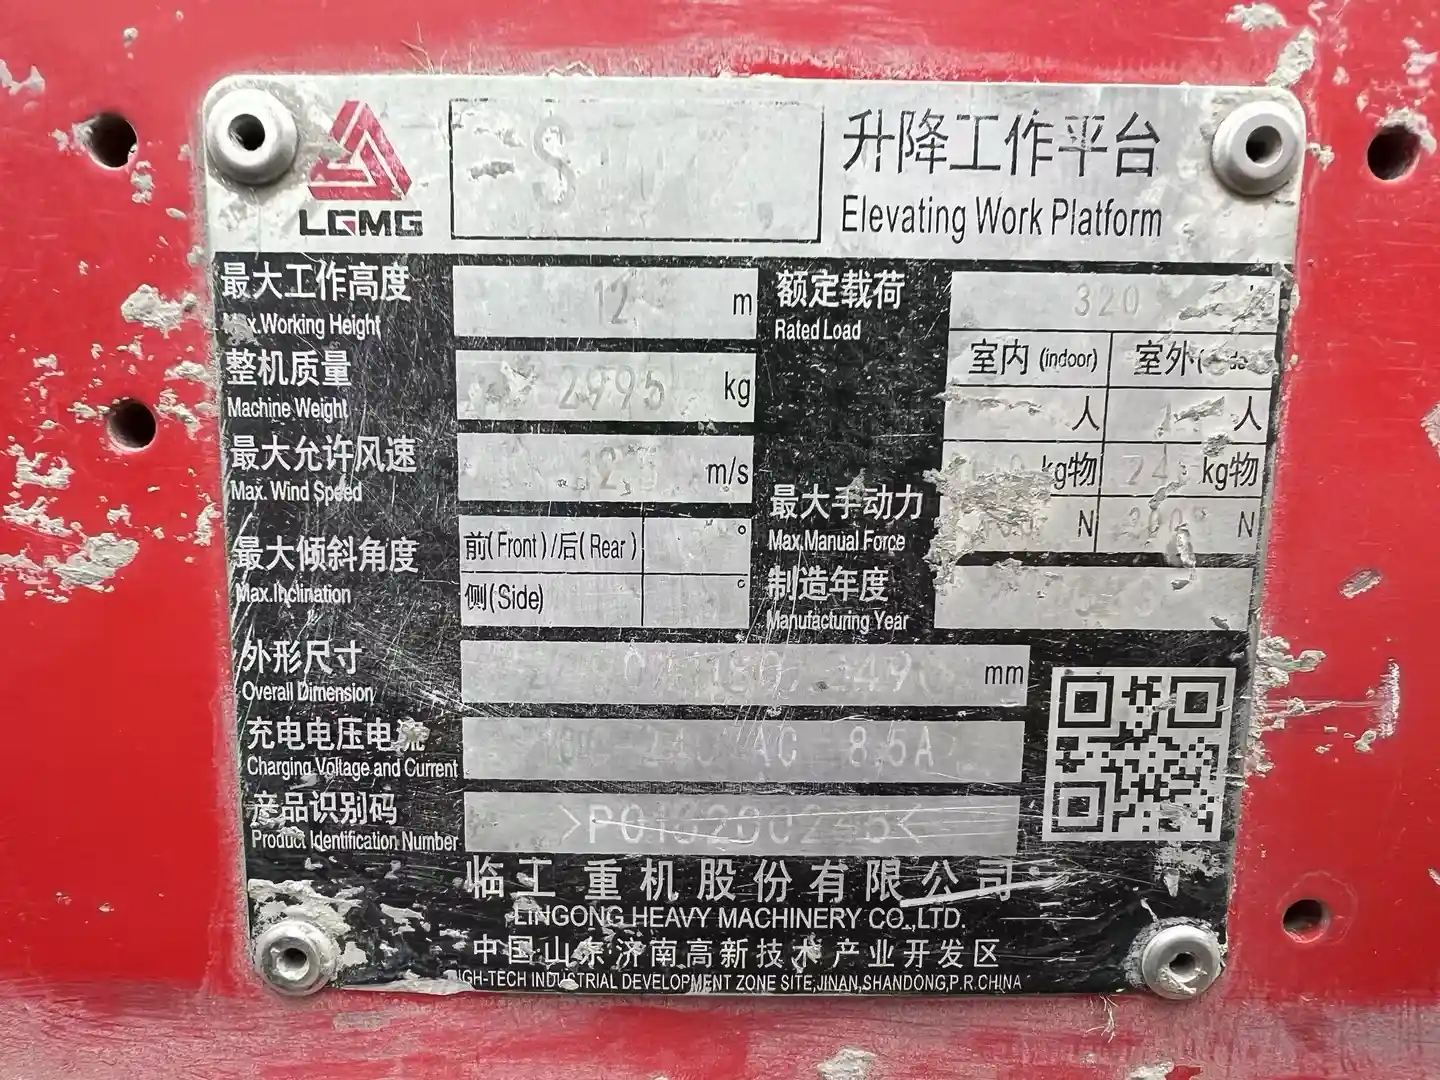 LGMG
升降工作平台
Elevating Work Platform
最大工作高度
Max.Working Height
12 m
额定载荷
Rated Load
320
室内(indoor) 室外
人 人
kg物 kg物
整机质量
Machine Weight
2995 kg
最大允许风速
Max. Wind Speed
m/s
最大手动力
Max.Manual Force
N N
最大倾斜角度
Max.Inclination
前(Front)/后(Rear) °
侧(Side) °
制造年度
Manufacturing Year
外形尺寸
Overall Dimension
mm
充电电压电流
Charging Voltage and Current
AC 8.5A
产品识别码
Product Identification Number
临工重机股份有限公司
LINGONG HEAVY MACHINERY CO.,LTD.
中国山东济南高新技术产业开发区
HIGH-TECH INDUSTRIAL DEVELOPMENT ZONE SITE,JINAN,SHANDONG,P.R.CHINA